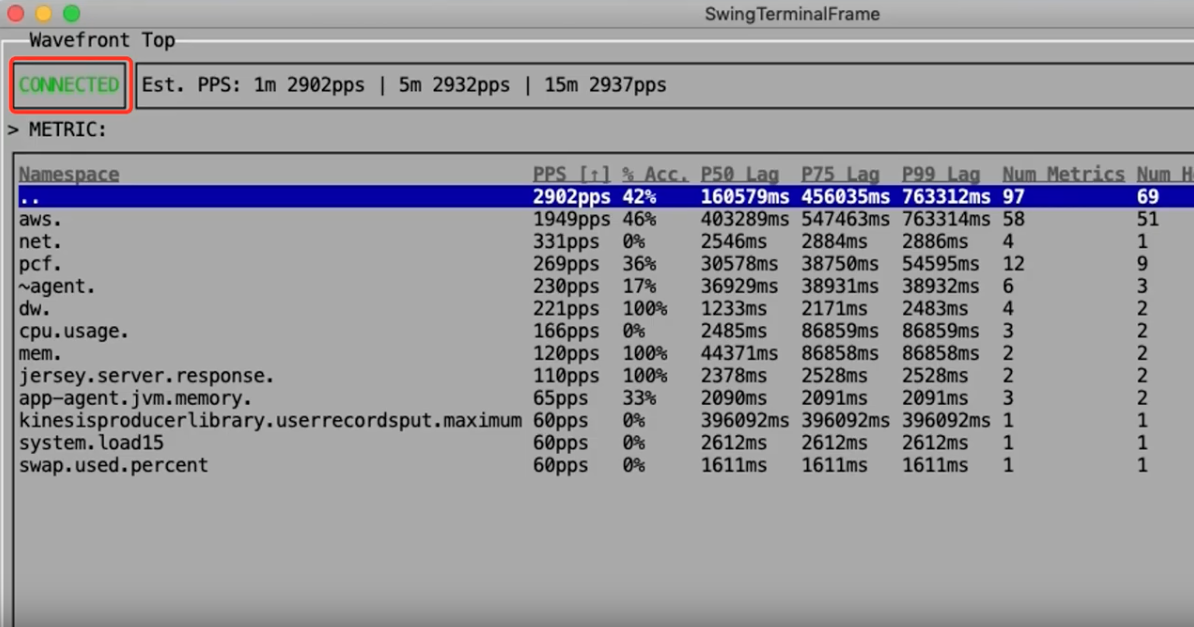 SwingTerminalFrame
Wavefront Top
CONNECTED Est. PPS: 1m 2902pps | 5m 2932pps | 15m 2937pps
> METRIC:
Namespace PPS [↑] % Acc. P50 Lag P75 Lag P99 Lag Num Metrics Num H
.. 2902pps 42% 160579ms 456035ms 763312ms 97 69
aws. 1949pps 46% 403289ms 547463ms 763314ms 58 51
net. 331pps 0% 2546ms 2884ms 2886ms 4 1
pcf. 269pps 36% 30578ms 38750ms 54595ms 12 9
~agent. 230pps 17% 36929ms 38931ms 38932ms 6 3
dw. 221pps 100% 1233ms 2171ms 2483ms 4 2
cpu.usage. 166pps 0% 2485ms 86859ms 86859ms 3 2
mem. 120pps 100% 44371ms 86858ms 86858ms 2 2
jersey.server.response. 110pps 100% 2378ms 2528ms 2528ms 2 2
app-agent.jvm.memory. 65pps 33% 2090ms 2091ms 2091ms 3 2
kinesisproducerlibrary.userrecordsput.maximum 60pps 0% 396092ms 396092ms 396092ms 1 1
system.load15 60pps 0% 2612ms 2612ms 2612ms 1 1
swap.used.percent 60pps 0% 1611ms 1611ms 1611ms 1 1